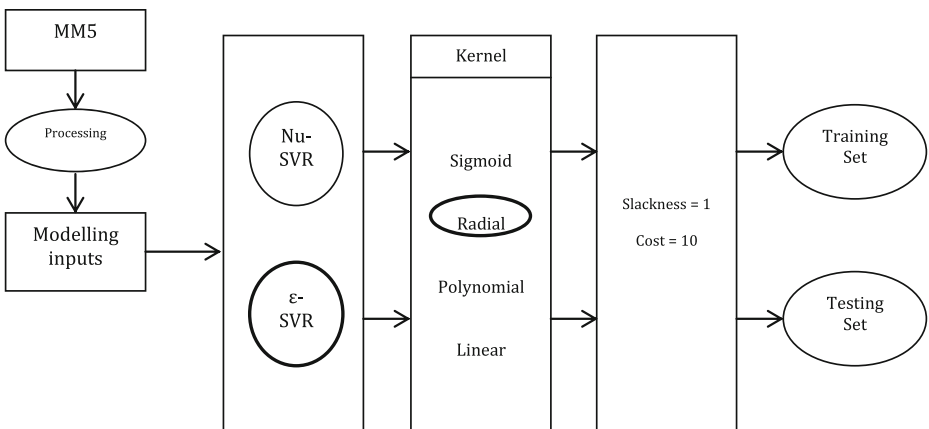 MM5
Processing
Modelling
inputs
Nu-
SVR
ε-
SVR
Kernel
Sigmoid
Radial
Polynomial
Linear
Slackness = 1
Cost = 10
Training
Set
Testing
Set